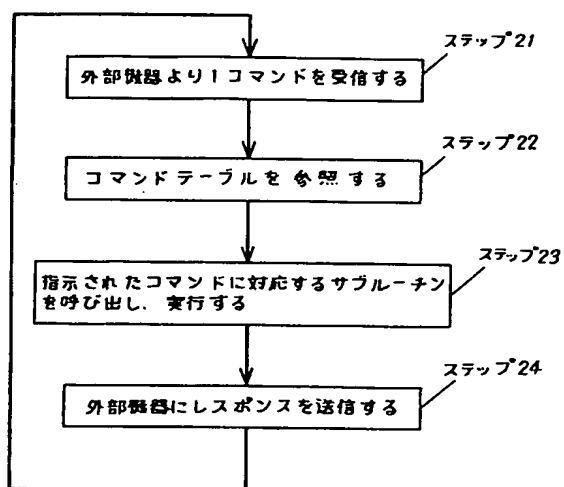 ステップ21
外部機器より1コマンドを受信する
ステップ22
コマンドテーブルを参照する
ステップ23
指示されたコマンドに対応するサブルーチン
を呼び出し、実行する
ステップ24
外部機器にレスポンスを送信する